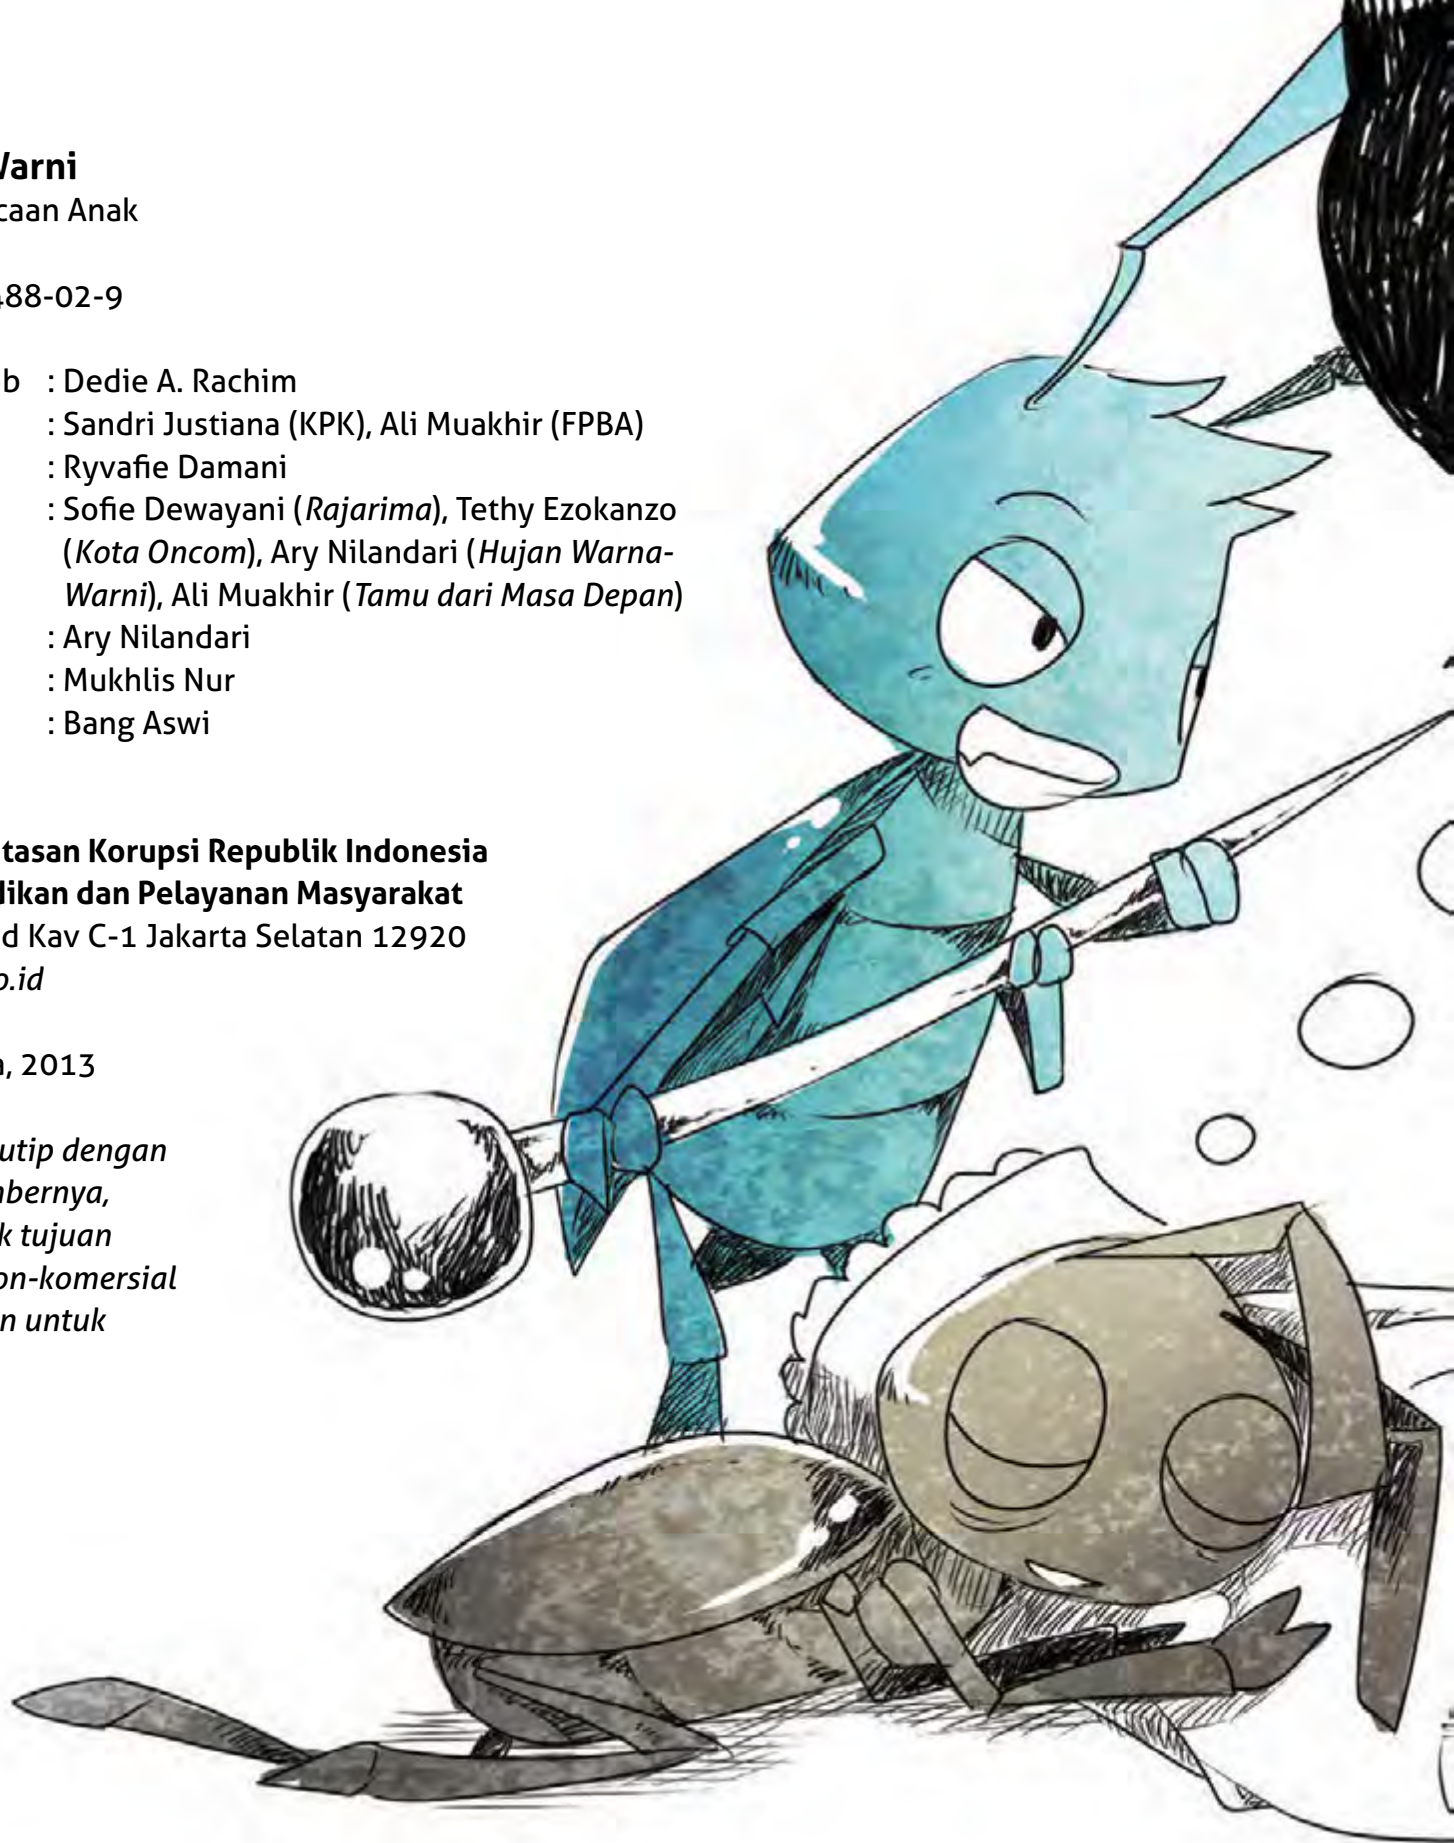 Warni
caan Anak
488-02-9
b : Dedie A. Rachim
: Sandri Justiana (KPK), Ali Muakhir (FPBA)
: Ryvafie Damani
: Sofie Dewayani (Rajarima), Tethy Ezokanzo
(Kota Oncom), Ary Nilandari (Hujan Warna-
Warni), Ali Muakhir (Tamu dari Masa Depan)
: Ary Nilandari
: Mukhlis Nur
: Bang Aswi
tasan Korupsi Republik Indonesia
dikan dan Pelayanan Masyarakat
d Kav C-1 Jakarta Selatan 12920
o.id
a, 2013
utip dengan
mbernya,
k tujuan
on-komersial
n untuk